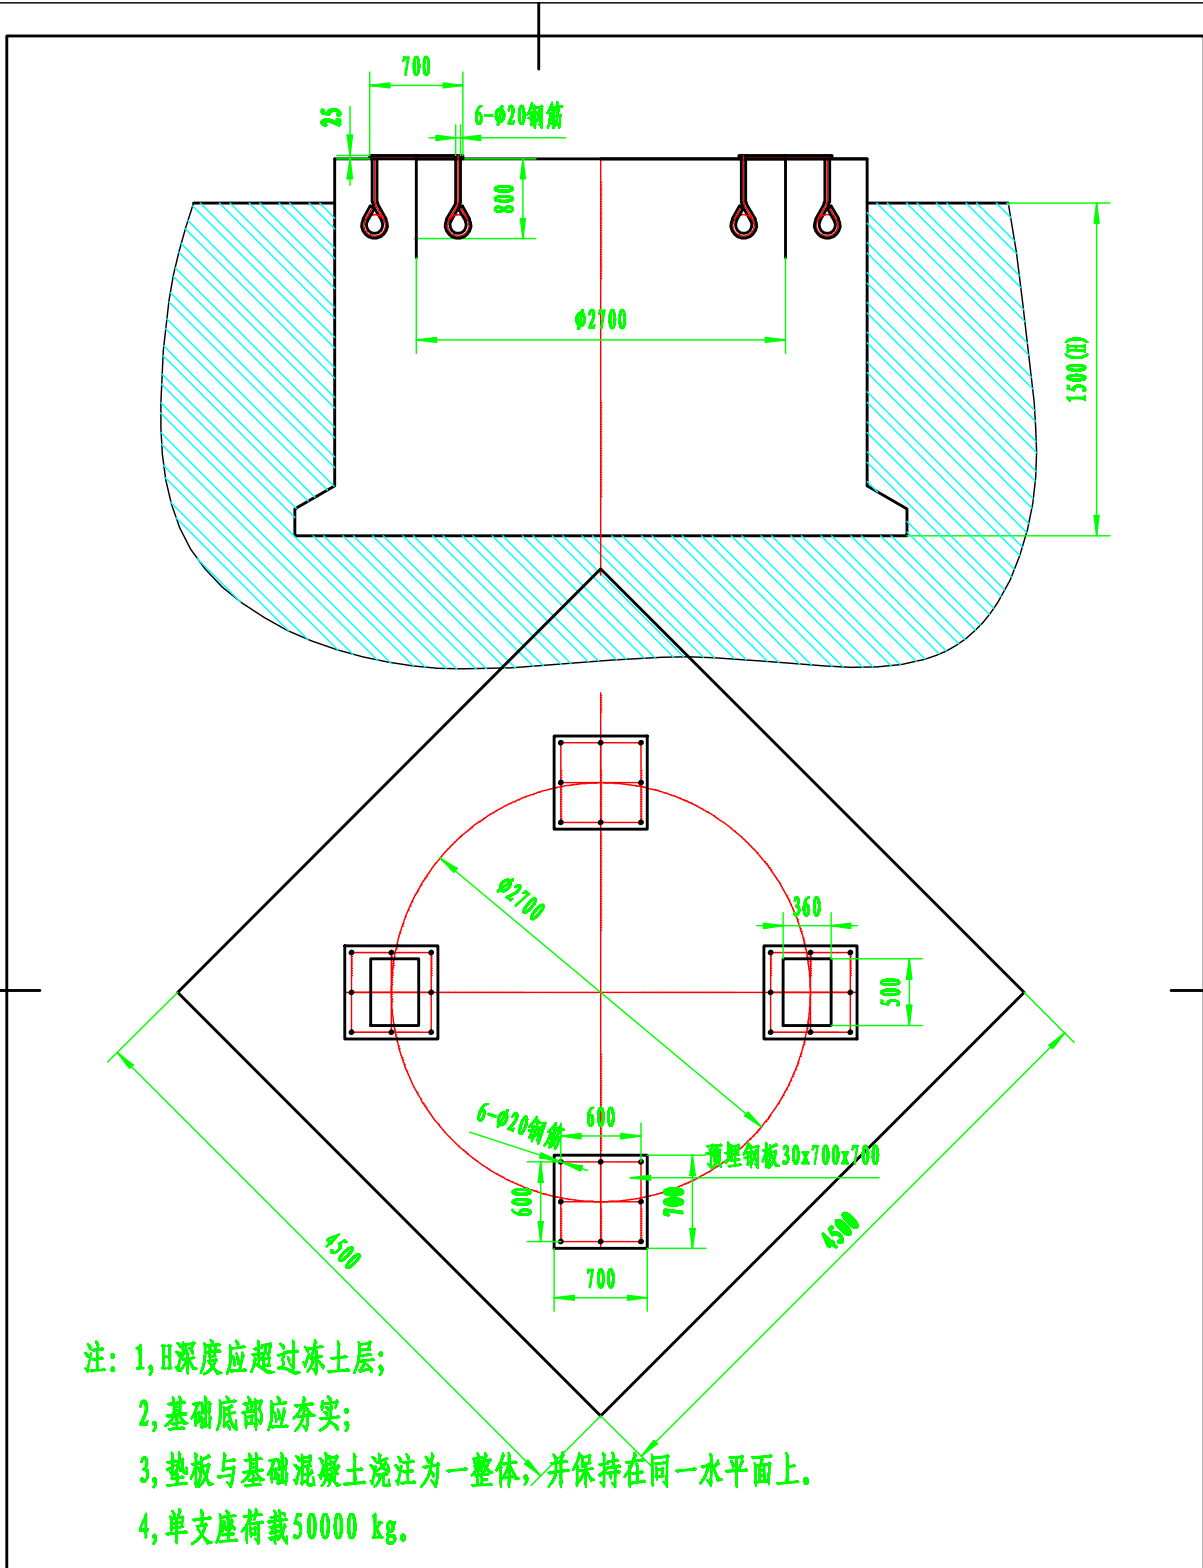 700
25
6-φ20钢筋
800
φ2700
1500(H)
φ2700
360
500
6-φ20钢筋
600
预埋钢板30x700x700
600
700
4500
4500
700
注: 1,H深度应超过冻土层;
2,基础底部应夯实;
3,垫板与基础混凝土浇注为一整体,并保持在同一水平面上.
4,单支座荷载50000 kg.